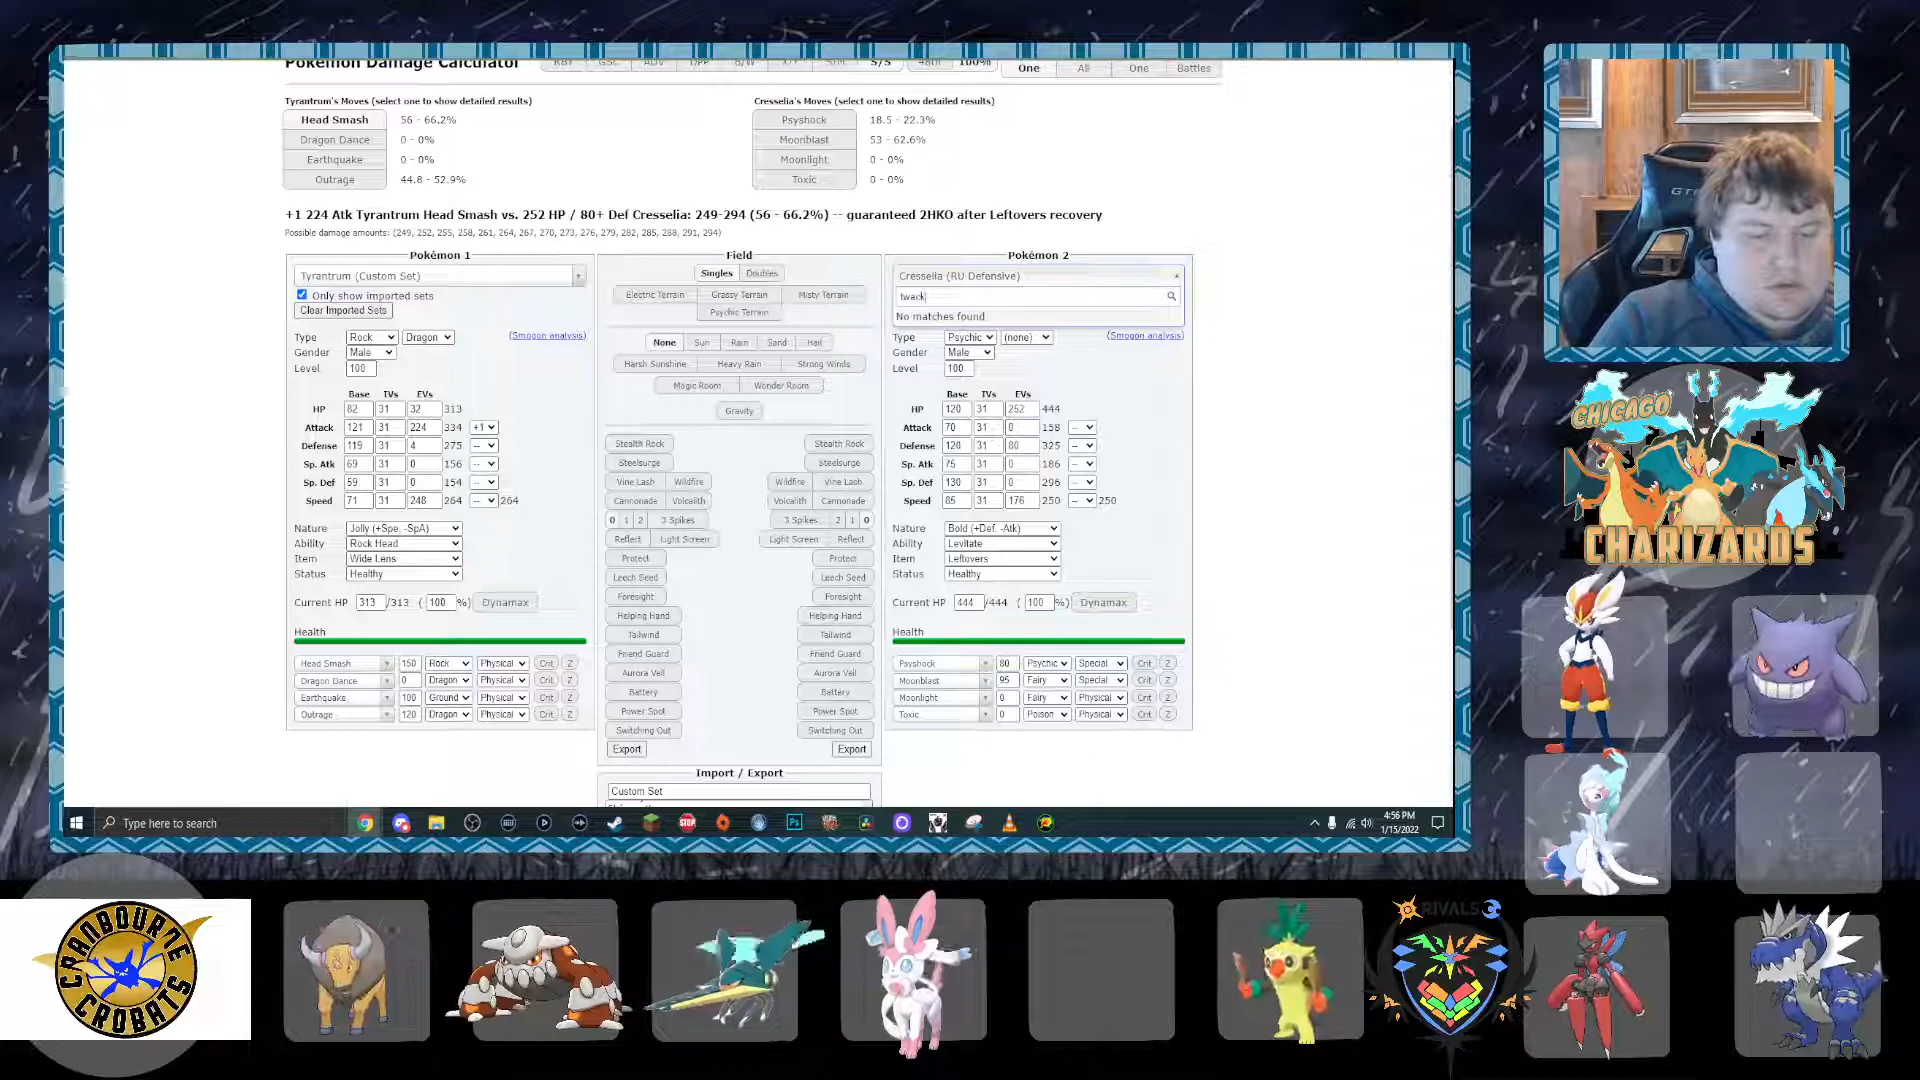 Pokémon Damage Calculator
RBY GSC ADV DPP B/W X/Y S/M S/S 4BDT 100%
One All One Battles
Tyrantrum's Moves (select one to show detailed results)
Head Smash 56 - 66.2%
Dragon Dance 0 - 0%
Earthquake 0 - 0%
Outrage 44.8 - 52.9%
Cresselia's Moves (select one to show detailed results)
Psyshock 18.5 - 22.3%
Moonblast 53 - 62.6%
Moonlight 0 - 0%
Toxic 0 - 0%
+1 224 Atk Tyrantrum Head Smash vs. 252 HP / 80+ Def Cresselia: 249-294 (56 - 66.2%) -- guaranteed 2HKO after Leftovers recovery
Possible damage amounts: (249, 252, 255, 258, 261, 264, 267, 270, 273, 276, 279, 282, 285, 288, 291, 294)
Pokémon 1
Tyrantrum (Custom Set)
Only show imported sets
Clear Imported Sets
Type Rock Dragon (Smogon analysis)
Gender Male
Level 100
Base IVs EVs
HP 82 31 32 313
Attack 121 31 224 334 +1
Defense 119 31 4 275 --
Sp. Atk 69 31 0 156 --
Sp. Def 59 31 0 154 --
Speed 71 31 248 264 -- 264
Nature Jolly (+Spe, -SpA)
Ability Rock Head
Item Wide Lens
Status Healthy
Current HP 313 /313 ( 100 %) Dynamax
Health
Head Smash 150 Rock Physical Crit Z
Dragon Dance 0 Dragon Physical Crit Z
Earthquake 100 Ground Physical Crit Z
Outrage 120 Dragon Physical Crit Z
Field
Singles Doubles
Electric Terrain Grassy Terrain Misty Terrain
Psychic Terrain
None Sun Rain Sand Hail
Harsh Sunshine Heavy Rain Strong Winds
Magic Room Wonder Room
Gravity
Stealth Rock Stealth Rock
Steelsurge Steelsurge
Vine Lash Wildfire Wildfire Vine Lash
Cannonade Volcalith Volcalith Cannonade
0 1 2 3 Spikes 3 Spikes 2 1 0
Reflect Light Screen Light Screen Reflect
Protect Protect
Leech Seed Leech Seed
Foresight Foresight
Helping Hand Helping Hand
Tailwind Tailwind
Friend Guard Friend Guard
Aurora Veil Aurora Veil
Battery Battery
Power Spot Power Spot
Switching Out Switching Out
Export Export
Import / Export
Custom Set
Pokémon 2
Cresselia (RU Defensive)
twack
No matches found
Type Psychic (none) (Smogon analysis)
Gender Male
Level 100
Base IVs EVs
HP 120 31 252 444
Attack 70 31 0 158 --
Defense 120 31 80 325 --
Sp. Atk 75 31 0 186 --
Sp. Def 130 31 0 296 --
Speed 85 31 176 250 -- 250
Nature Bold (+Def, -Atk)
Ability Levitate
Item Leftovers
Status Healthy
Current HP 444 /444 ( 100 %) Dynamax
Health
Psyshock 80 Psychic Special Crit Z
Moonblast 95 Fairy Special Crit Z
Moonlight 0 Fairy Physical Crit Z
Toxic 0 Poison Physical Crit Z
Type here to search
STOP
Ps
4:56 PM
1/15/2022
CHICAGO
CHARIZARDS
CRANBOURNE
CROBATS
RIVALS 3